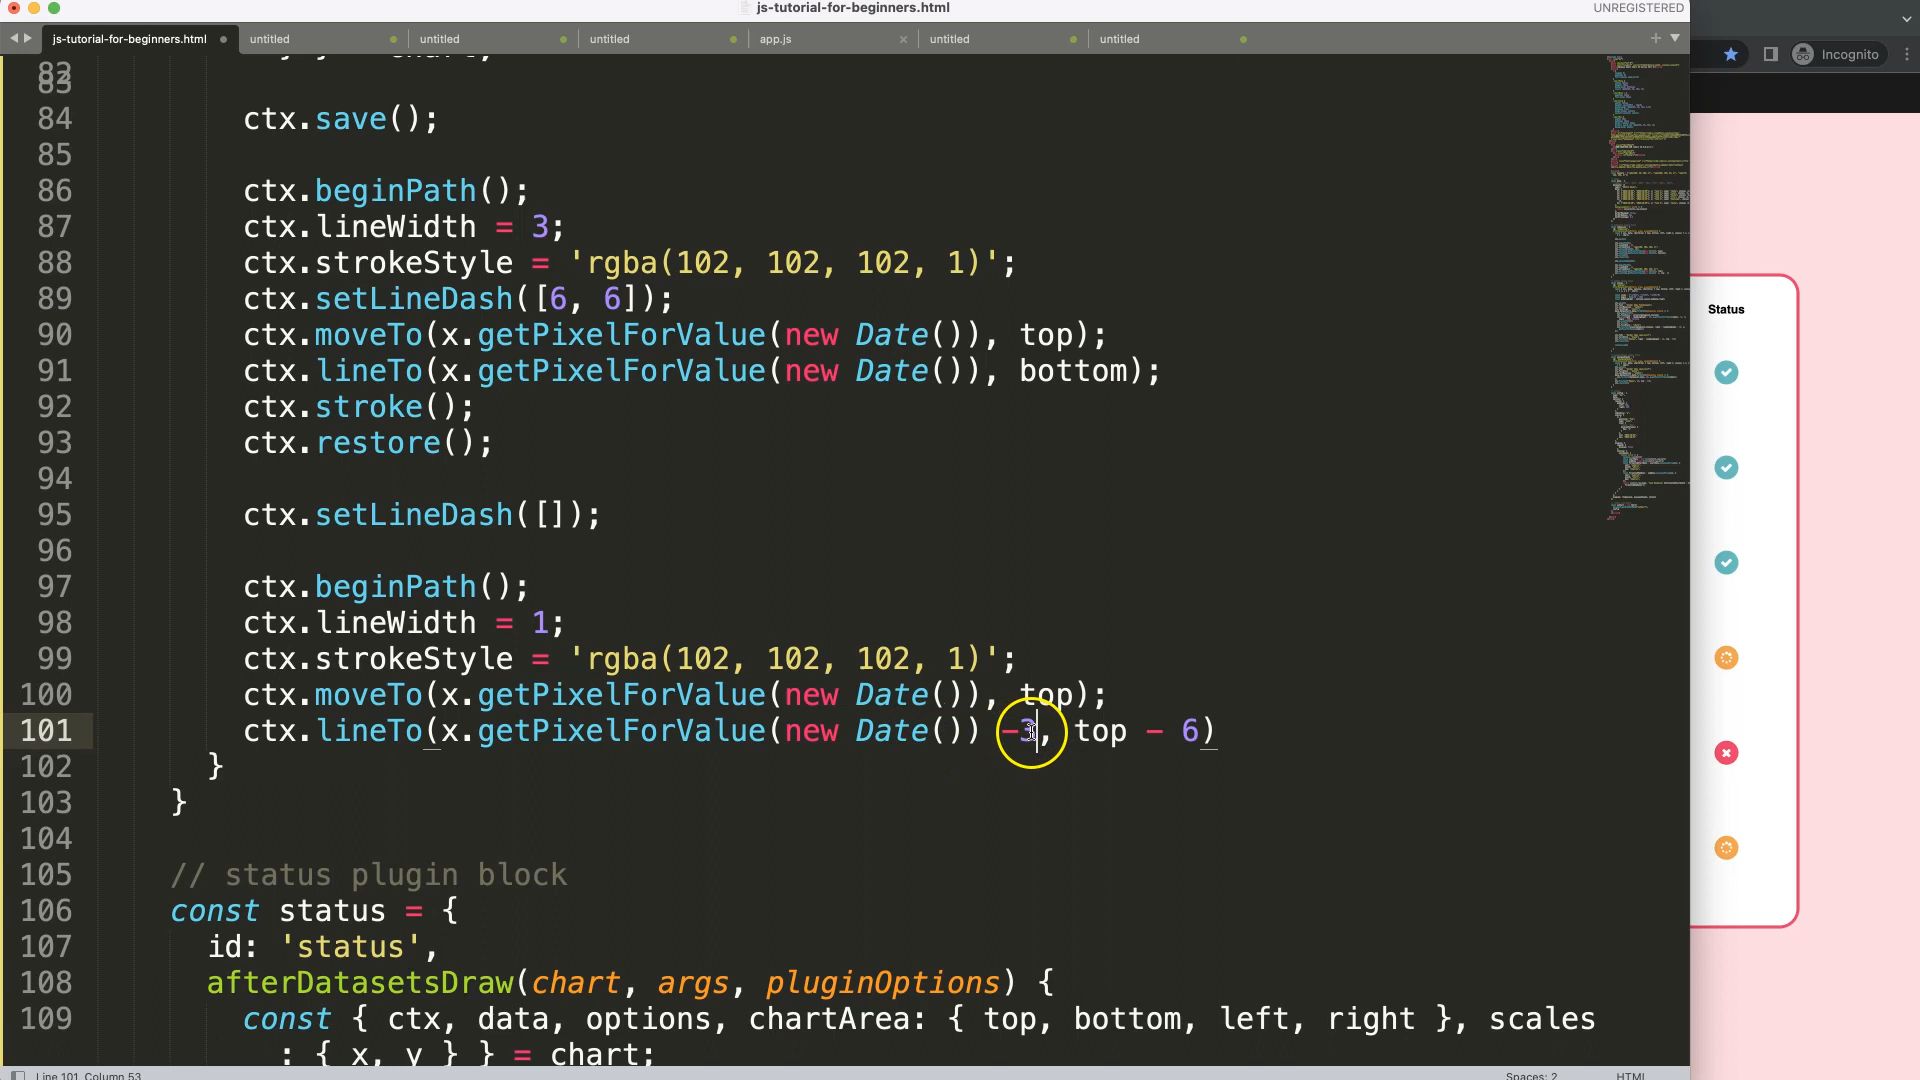 js-tutorial-for-beginners.html
UNREGISTERED
js-tutorial-for-beginners.html
untitled
untitled
untitled
app.js
untitled
untitled
Incognito
82
83
84 ctx.save();
85
86 ctx.beginPath();
87 ctx.lineWidth = 3;
88 ctx.strokeStyle = 'rgba(102, 102, 102, 1)';
89 ctx.setLineDash([6, 6]);
90 ctx.moveTo(x.getPixelForValue(new Date()), top);
91 ctx.lineTo(x.getPixelForValue(new Date()), bottom);
92 ctx.stroke();
93 ctx.restore();
94
95 ctx.setLineDash([]);
96
97 ctx.beginPath();
98 ctx.lineWidth = 1;
99 ctx.strokeStyle = 'rgba(102, 102, 102, 1)';
100 ctx.moveTo(x.getPixelForValue(new Date()), top);
101 ctx.lineTo(x.getPixelForValue(new Date()) -3, top - 6)
102 }
103 }
104
105 // status plugin block
106 const status = {
107 id: 'status',
108 afterDatasetsDraw(chart, args, pluginOptions) {
109 const { ctx, data, options, chartArea: { top, bottom, left, right }, scales
: { x, y } } = chart;
Status
Line 101, Column 53
Spaces: 2
HTML